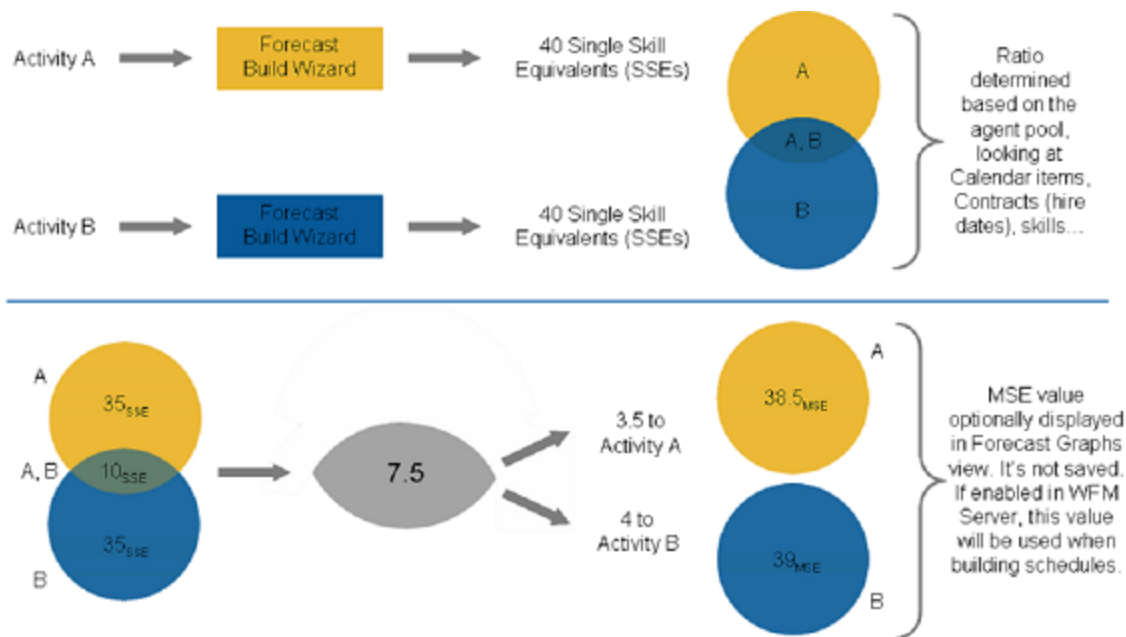 Activity A
Forecast
Build Wizard
40 Single Skill
Equivalents (SSEs)
A
A, B
B
Ratio
determined
based on the
agent pool,
looking at
Calendar items,
Contracts (hire
dates), skills...
Activity B
Forecast
Build Wizard
40 Single Skill
Equivalents (SSEs)
A
35SSE
A, B
10SSE
35SSE
B
7.5
3.5 to
Activity A
4 to
Activity B
A
38.5MSE
39MSE
B
MSE value
optionally displayed
in Forecast Graphs
view. It's not saved.
If enabled in WFM
Server, this value
will be used when
building schedules.